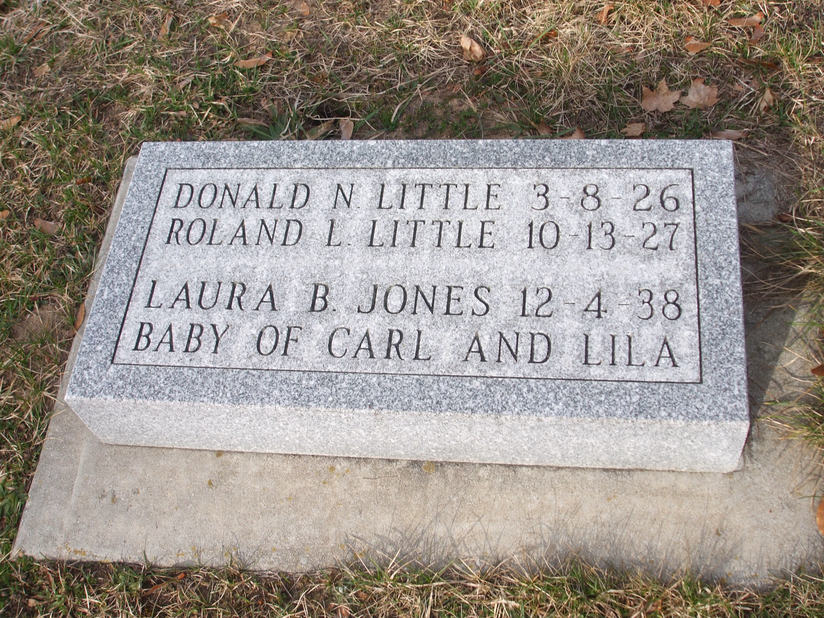 DONALD N. LITTLE 3-8-26
ROLAND L. LITTLE 10-13-27
LAURA B. JONES 12-4-38
BABY OF CARL AND LILA